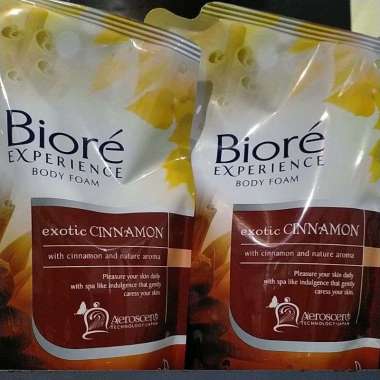 Bioré
EXPERIENCE
BODY FOAM
exotic CINNAMON
with cinnamon and nature aroma
Pleasure your skin daily
with spa like indulgence that gently
caress your skin.
Aeroscent
TECHNOLOGY-JAPAN
Bioré
EXPERIENCE
BODY FOAM
exotic CINNAMON
with cinnamon and nature aroma
Pleasure your skin daily
with spa like indulgence that gently
caress your skin.
Aeroscent
TECHNOLOGY-JAPAN